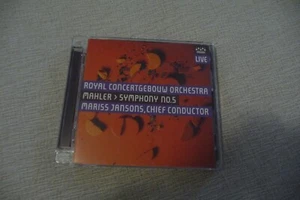 LIVE
ROYAL CONCERTGEBOUW ORCHESTRA
MAHLER > SYMPHONY NO.5
MARISS JANSONS, CHIEF CONDUCTOR